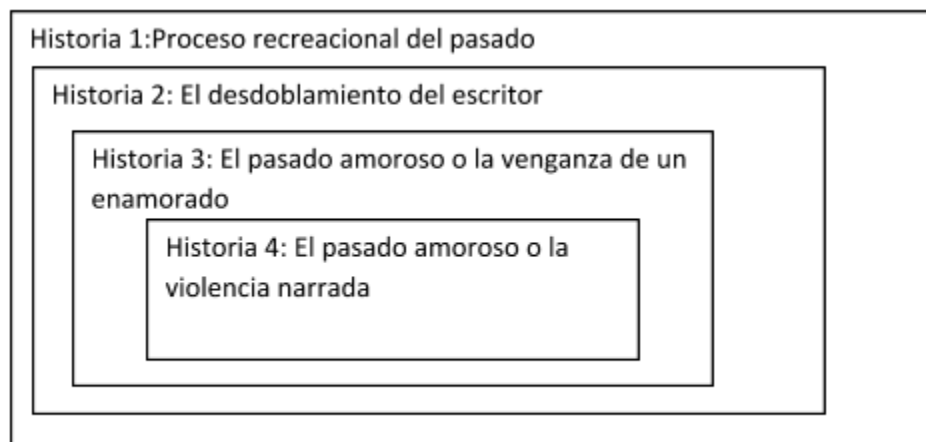 Historia 1:Proceso recreacional del pasado
Historia 2: El desdoblamiento del escritor
Historia 3: El pasado amoroso o la venganza de un
enamorado
Historia 4: El pasado amoroso o la
violencia narrada